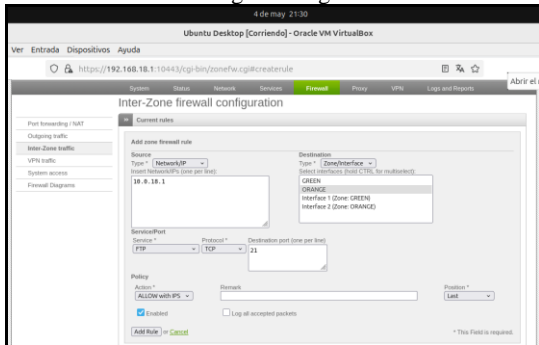 4 de may 21:30
Ubuntu Desktop [Corriendo] - Oracle VM VirtualBox
Ver Entrada Dispositivos Ayuda
https://192.168.18.1:10443/cgi-bin/zonefw.cgi#createrule
Abrir el
System Status Network Services Firewall Proxy VPN Logs and Reports
Inter-Zone firewall configuration
Port forwarding / NAT
Outgoing traffic
Inter-Zone traffic
VPN traffic
System access
Firewall Diagrams
Current rules
Add zone firewall rule
Source
Type * Network/IP
Insert Network/IPs (one per line):
10.0.18.1
Destination
Type * Zone/Interface
Select interfaces (hold CTRL for multiselect):
GREEN
ORANGE
Interface 1 (Zone: GREEN)
Interface 2 (Zone: ORANGE)
Service/Port
Service * Protocol * Destination port (one per line)
FTP TCP 21
Policy
Action * Remark Position *
ALLOW with IPS Last
Enabled Log all accepted packets
Add Rule or Cancel * This Field is required.